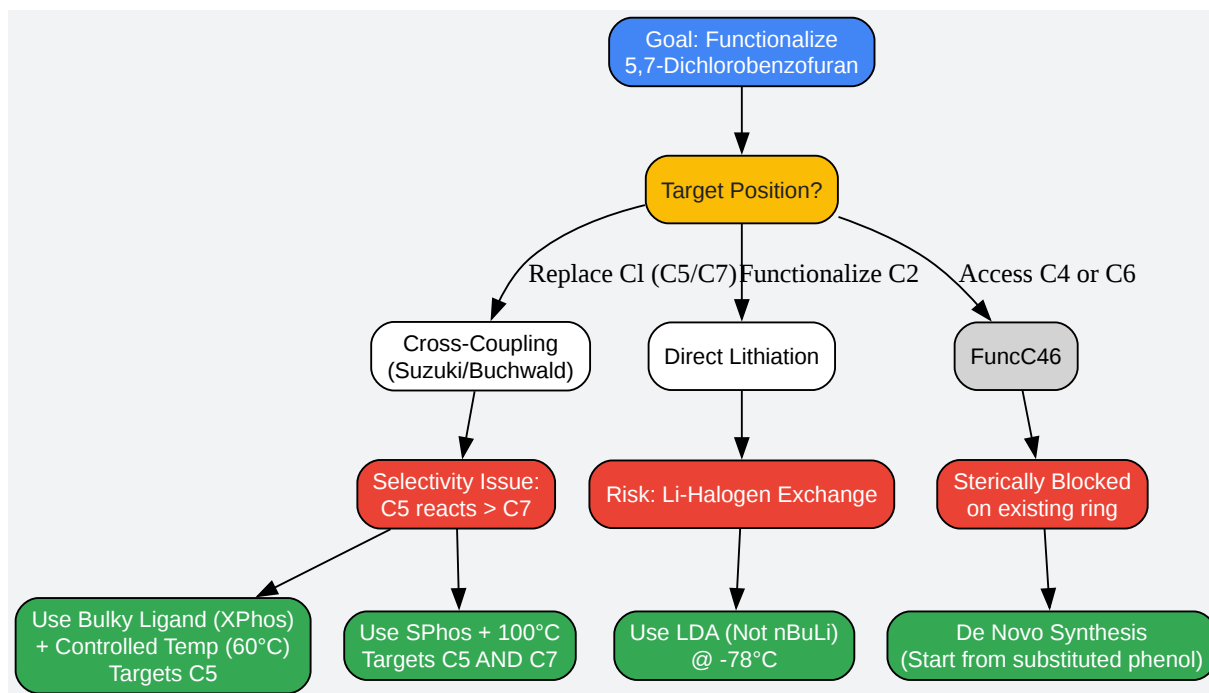 Goal: Functionalize
5,7-Dichlorobenzofuran
Target Position?
Replace Cl (C5/C7)
Functionalize C2
Access C4 or C6
Cross-Coupling
(Suzuki/Buchwald)
Direct Lithiation
FuncC46
Selectivity Issue:
C5 reacts > C7
Risk: Li-Halogen Exchange
Sterically Blocked
on existing ring
Use Bulky Ligand (XPhos)
+ Controlled Temp (60°C)
Targets C5
Use SPhos + 100°C
Targets C5 AND C7
Use LDA (Not nBuLi)
@ -78°C
De Novo Synthesis
(Start from substituted phenol)